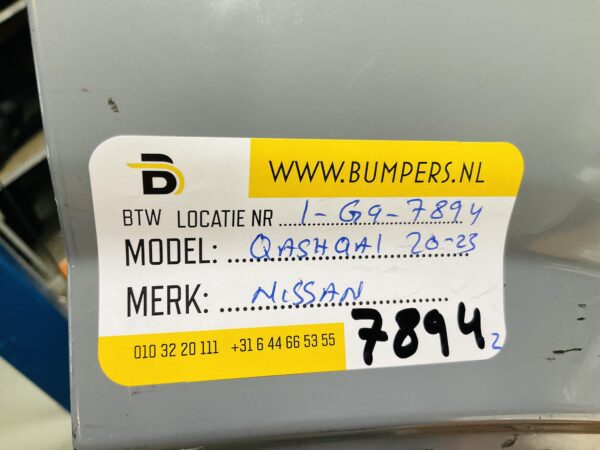 B
WWW.BUMPERS.NL
BTW LOCATIE NR ...1-G9-7894
MODEL: QASHQAI 20-23
MERK: NISSAN
7894 2
010 32 20 111 +31 6 44 66 53 55